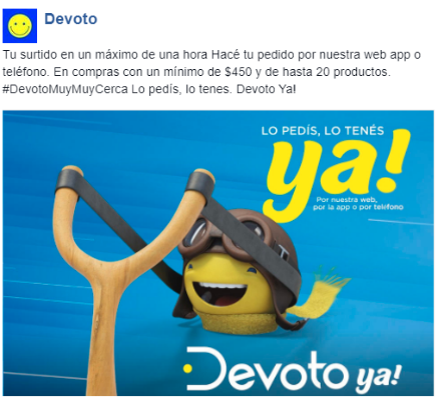 Devoto
Tu surtido en un máximo de una hora Hacé tu pedido por nuestra web app o
teléfono. En compras con un mínimo de $450 y de hasta 20 productos.
#DevotoMuyMuyCerca Lo pedís, lo tenes. Devoto Ya!
LO PEDÍS, LO TENÉS
ya!
Por nuestra web,
por la app o por teléfono
Devoto ya!